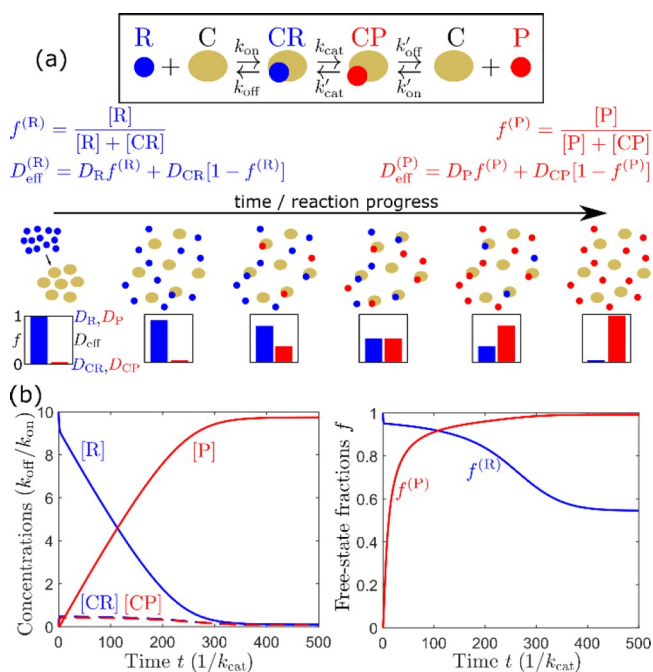 (a)
R C CR CP C P
+ k_on k_off k_cat k′_cat k′_off k′_on +
f^(R) = [R] / ([R] + [CR])
f^(P) = [P] / ([P] + [CP])
D_eff^(R) = D_R f^(R) + D_CR[1 − f^(R)]
D_eff^(P) = D_P f^(P) + D_CP[1 − f^(P)]
time / reaction progress
1 D_R, D_P
f D_eff
0 D_CR, D_CP
(b)
Concentrations (k_off/k_on)
10
8
6
4
2
0
[R] [P]
[CR] [CP]
0 100 200 300 400 500
Time t (1/k_cat)
Free-state fractions f
1
0.8
0.6
0.4
0.2
0
f^(P) f^(R)
0 100 200 300 400 500
Time t (1/k_cat)